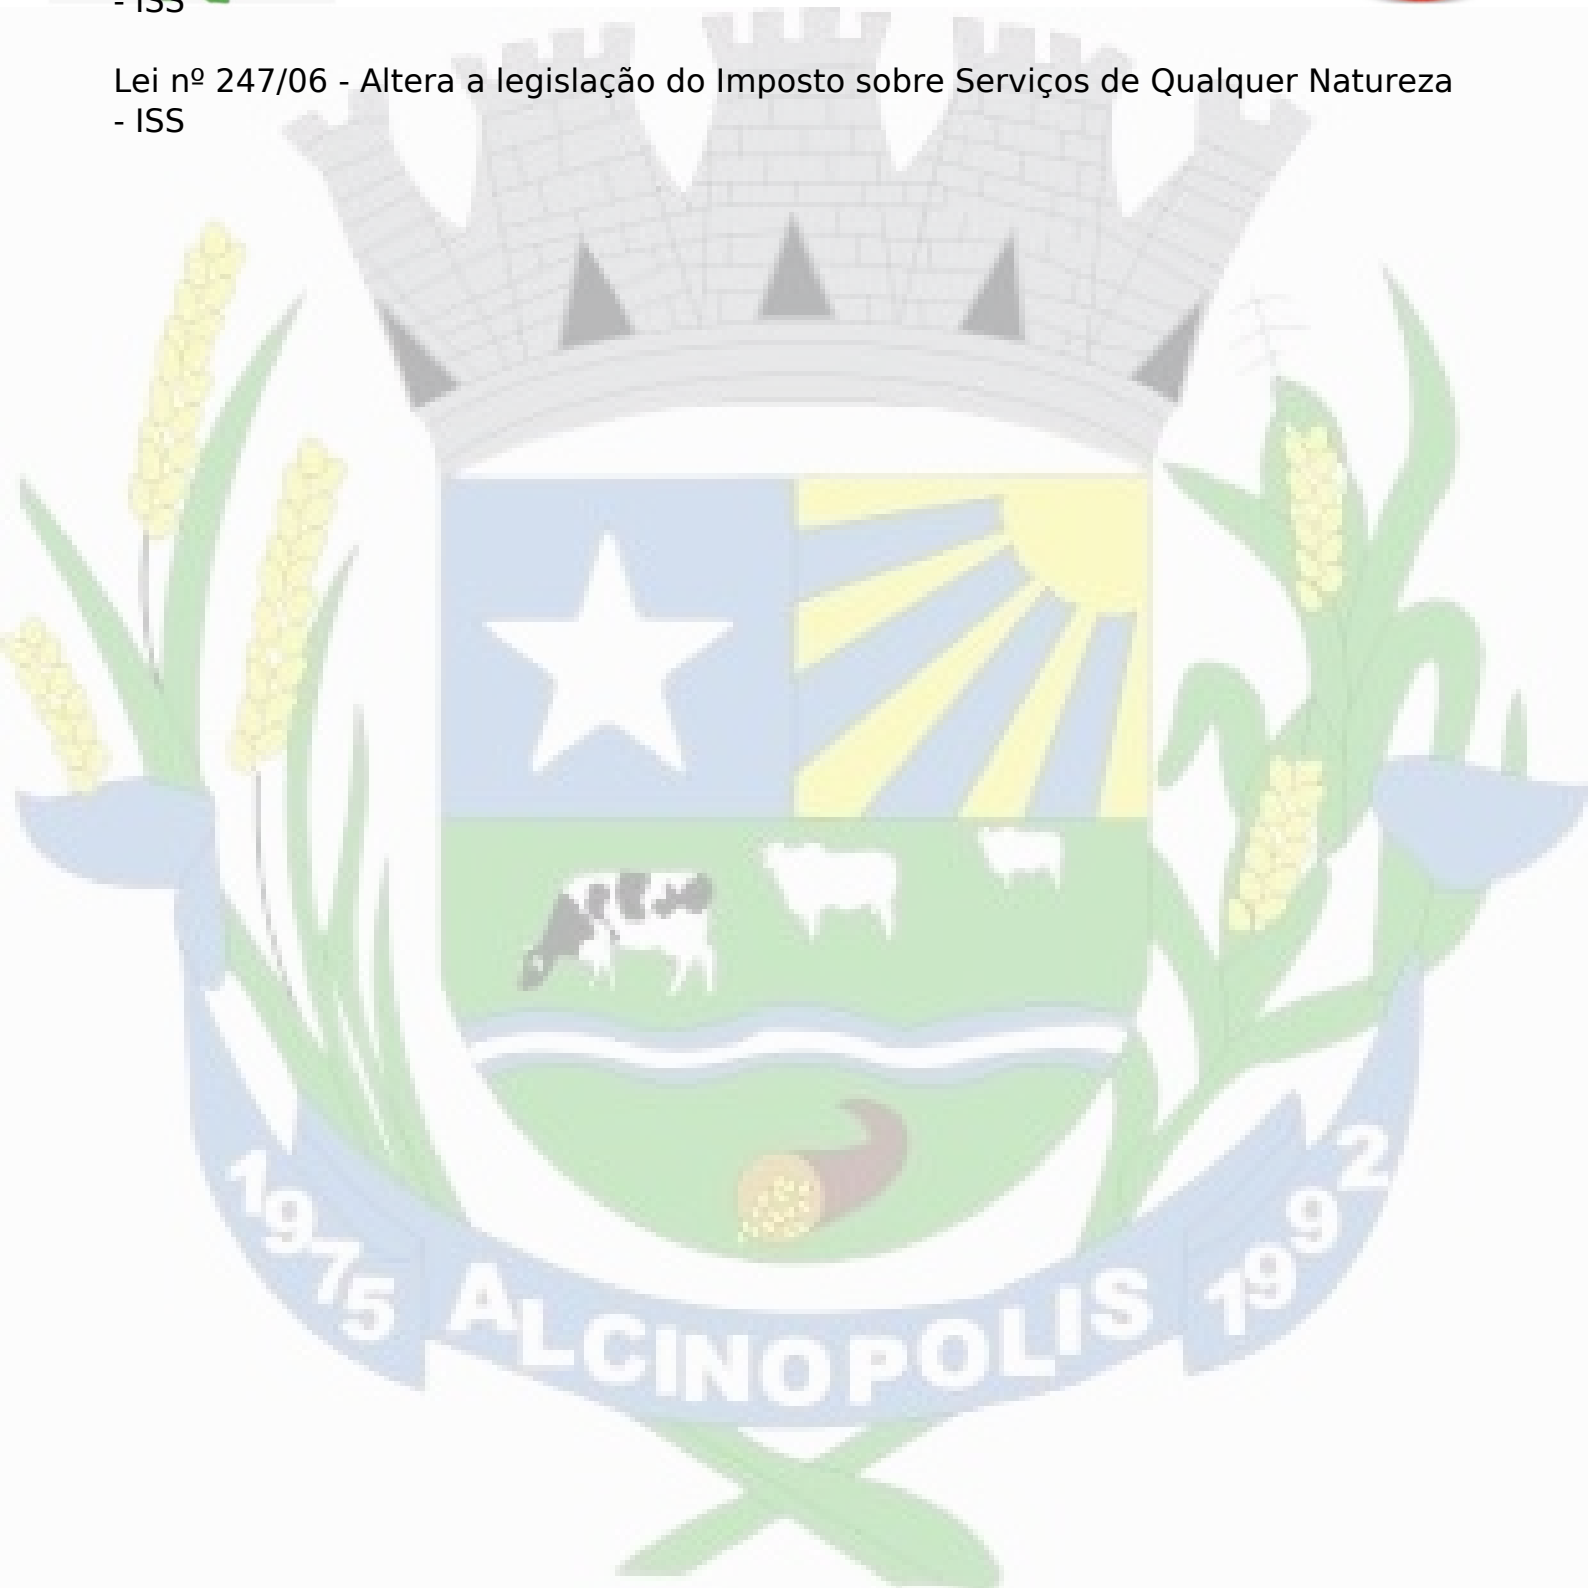 - ISS
Lei nº 247/06 - Altera a legislação do Imposto sobre Serviços de Qualquer Natureza
- ISS
1975
ALCINOPOLIS
1992